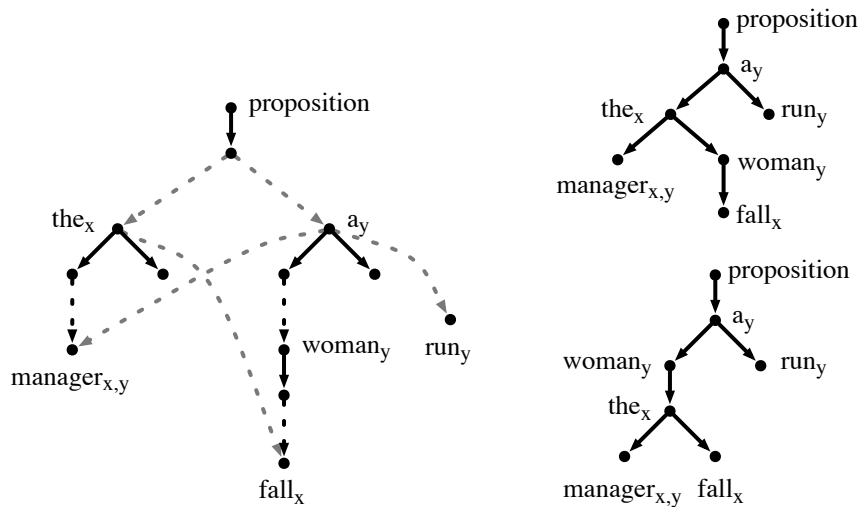 proposition
the_x
a_y
woman_y
run_y
manager_x,y
fall_x
proposition
a_y
the_x
run_y
manager_x,y
woman_y
fall_x
proposition
a_y
woman_y
run_y
the_x
manager_x,y
fall_x